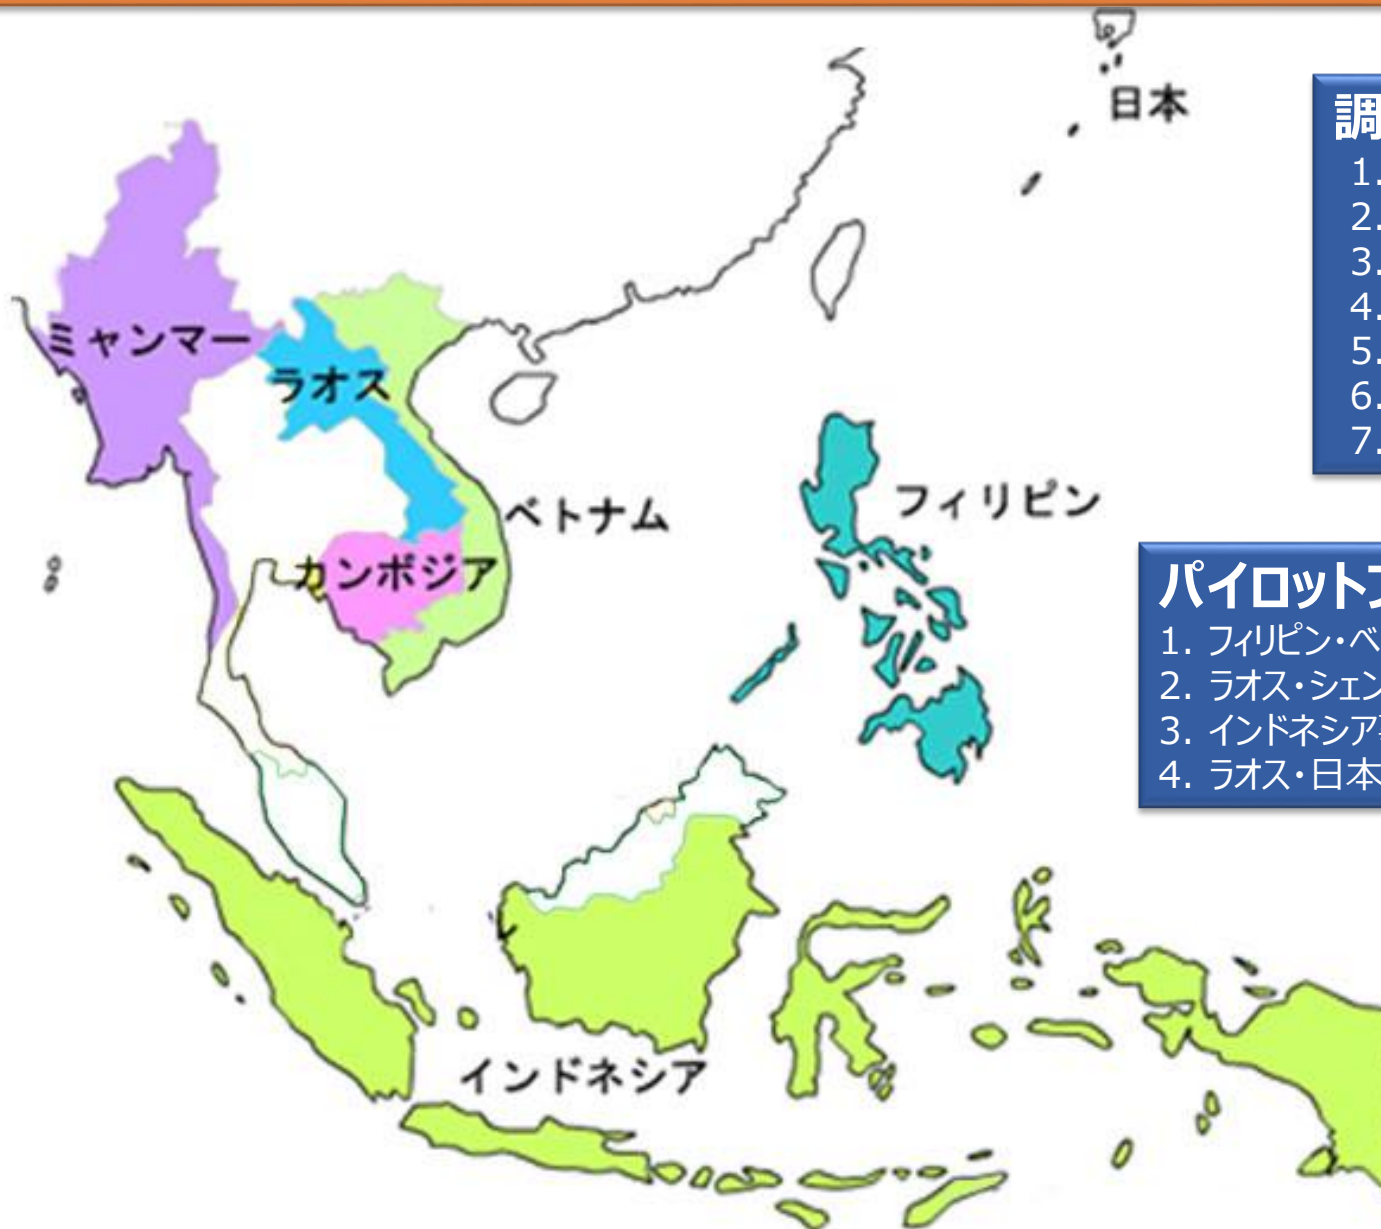 日本
調
1.
2.
3.
4.
5.
6.
7.
ミャンマー
ラオス
ベトナム
フィリピン
カンボジア
パイロット
1. フィリピン・ベ
2. ラオス・シェン
3. インドネシア
4. ラオス・日本
インドネシア